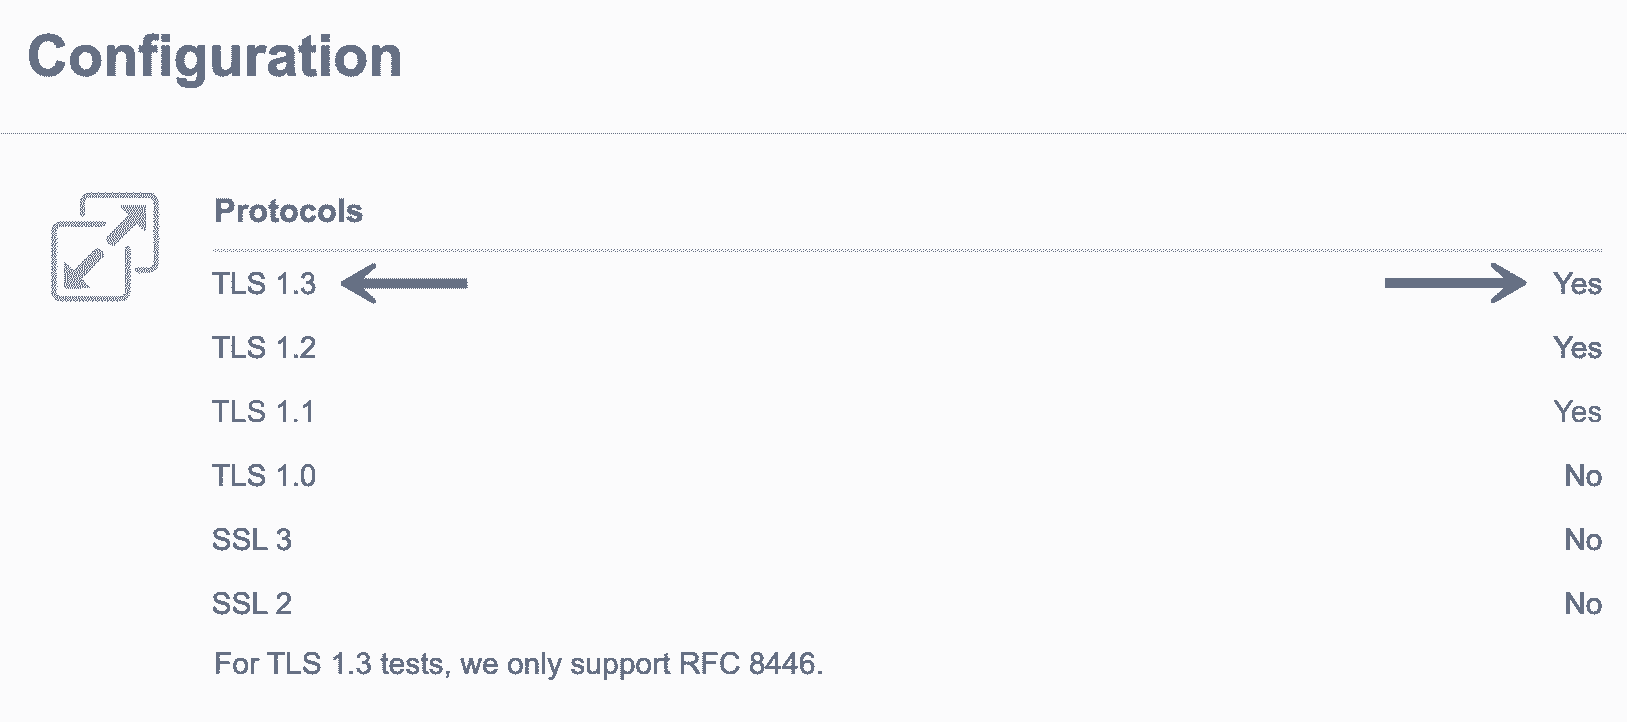 Configuration
Protocols
TLS 1.3 Yes
TLS 1.2 Yes
TLS 1.1 Yes
TLS 1.0 No
SSL 3 No
SSL 2 No
For TLS 1.3 tests, we only support RFC 8446.